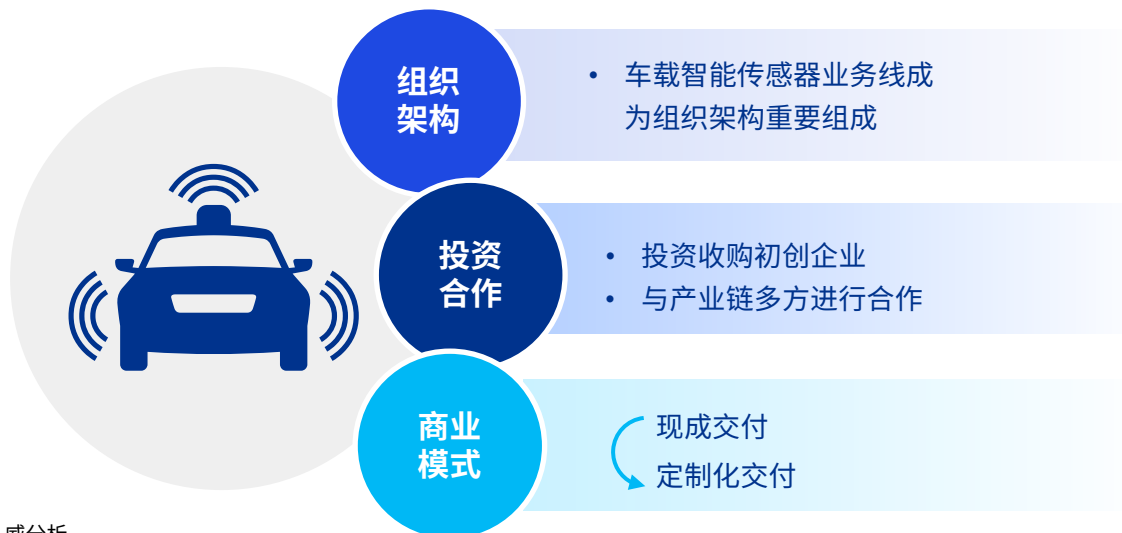 组织
架构
• 车载智能传感器业务线成
为组织架构重要组成
投资
合作
• 投资收购初创企业
• 与产业链多方进行合作
商业
模式
现成交付
定制化交付